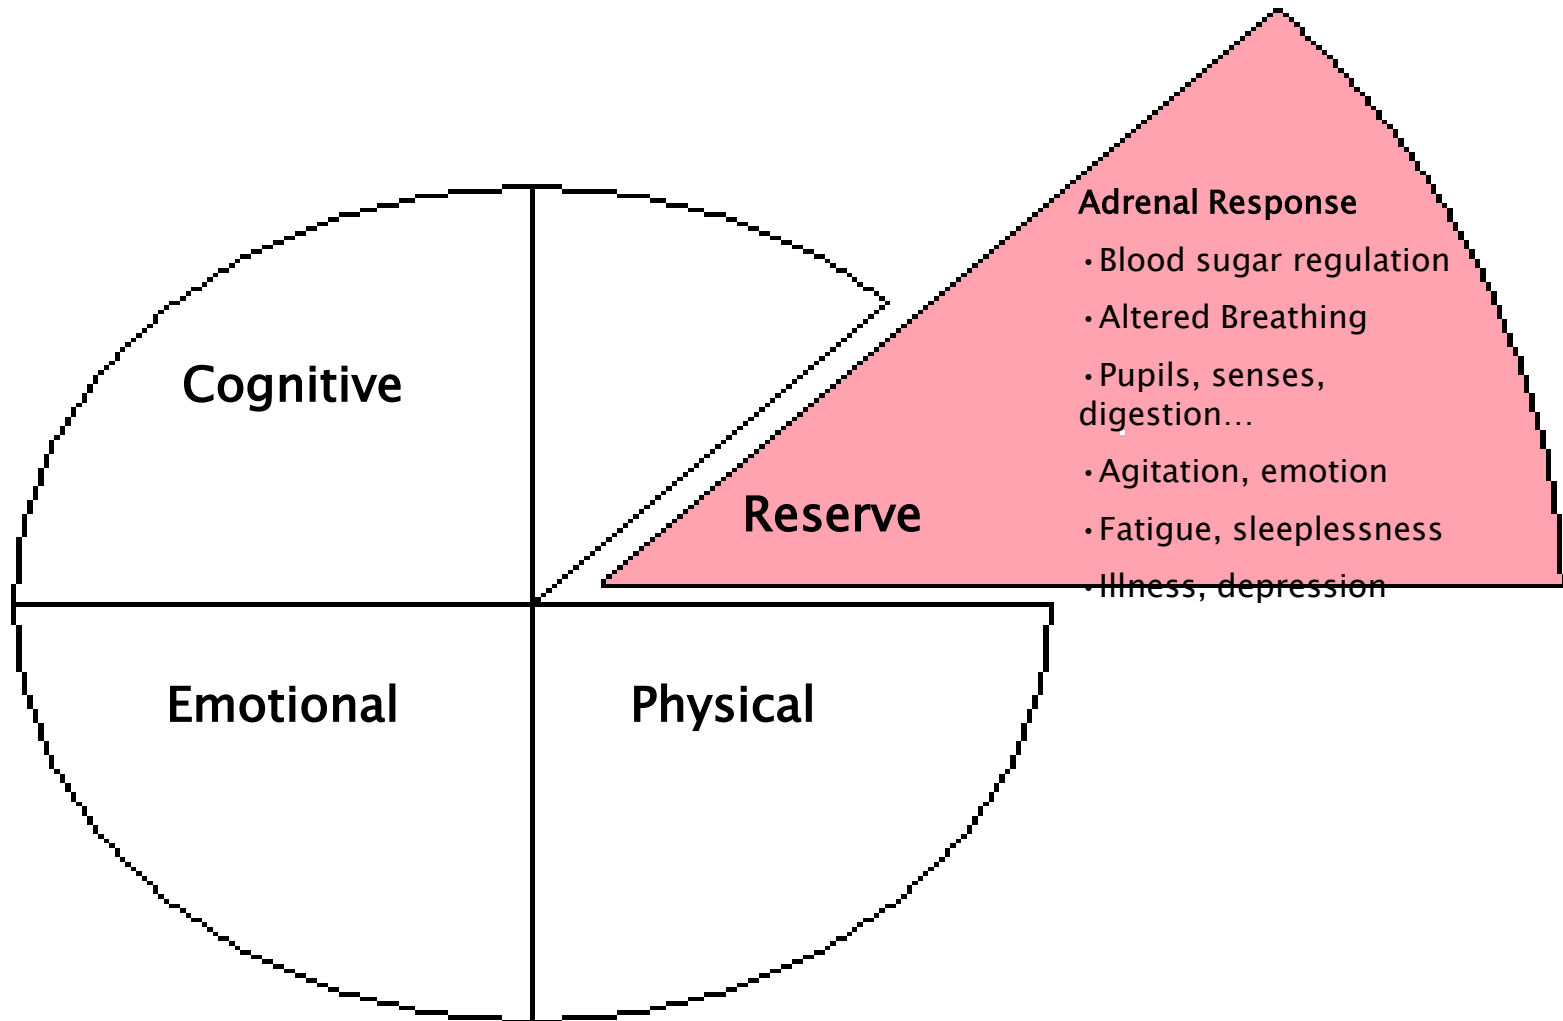 Cognitive
Emotional
Physical
Reserve
Adrenal Response
•Blood sugar regulation
•Altered Breathing
•Pupils, senses,
digestion…
•Agitation, emotion
•Fatigue, sleeplessness
•Illness, depression